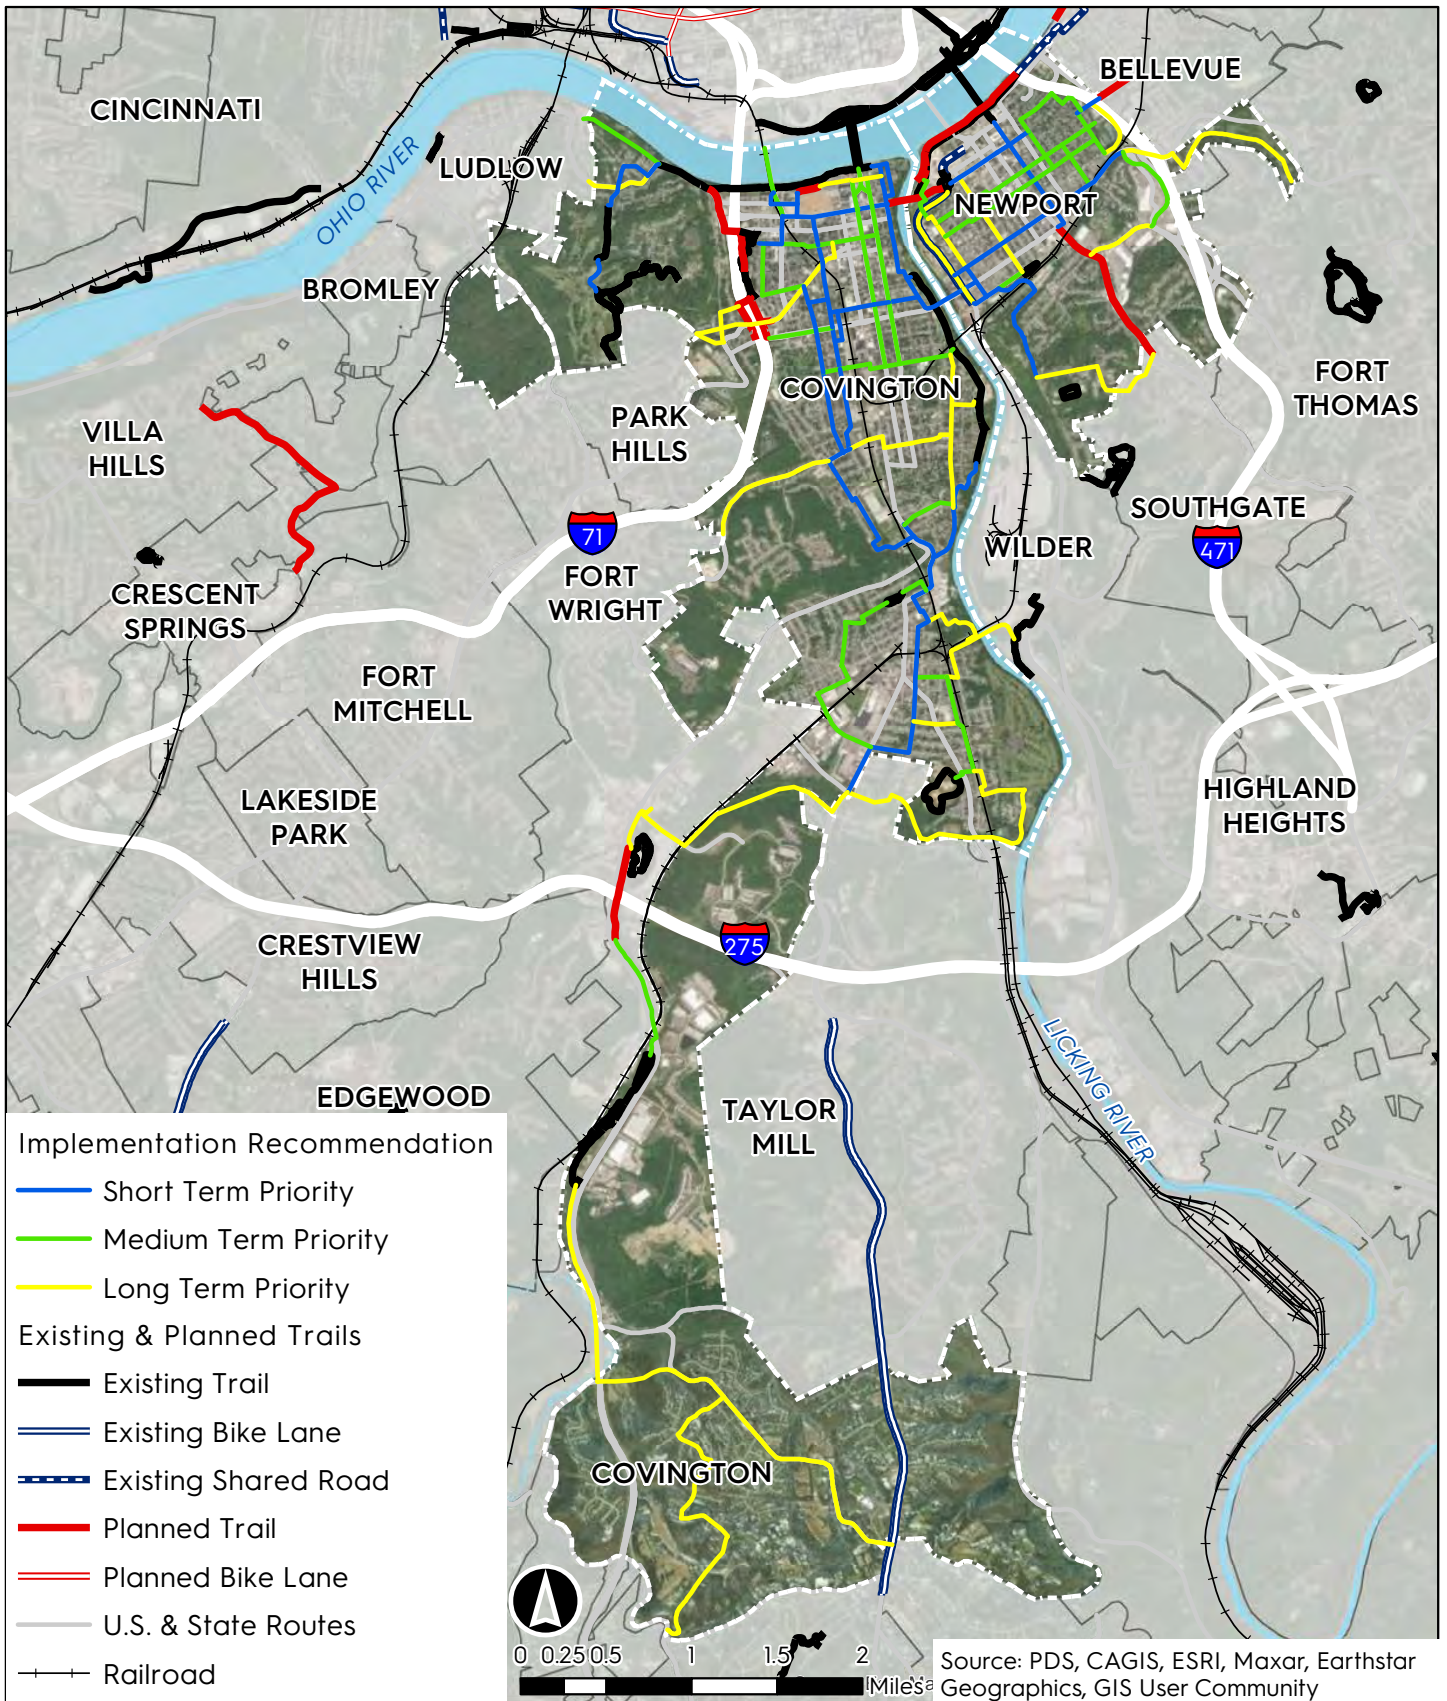 CINCINNATI
BELLEVUE
OHIO RIVER
LUDLOW
NEWPORT
BROMLEY
FORT
THOMAS
COVINGTON
PARK
HILLS
VILLA
HILLS
SOUTHGATE
71
471
WILDER
CRESCENT
SPRINGS
FORT
WRIGHT
FORT
MITCHELL
LAKESIDE
PARK
HIGHLAND
HEIGHTS
CRESTVIEW
HILLS
275
LICKING RIVER
EDGEWOOD
TAYLOR
MILL
COVINGTON
Implementation Recommendation
Short Term Priority
Medium Term Priority
Long Term Priority
Existing & Planned Trails
Existing Trail
Existing Bike Lane
Existing Shared Road
Planned Trail
Planned Bike Lane
U.S. & State Routes
Railroad
0 0.25 0.5 1 1.5 2
Miles
Source: PDS, CAGIS, ESRI, Maxar, Earthstar
Geographics, GIS User Community